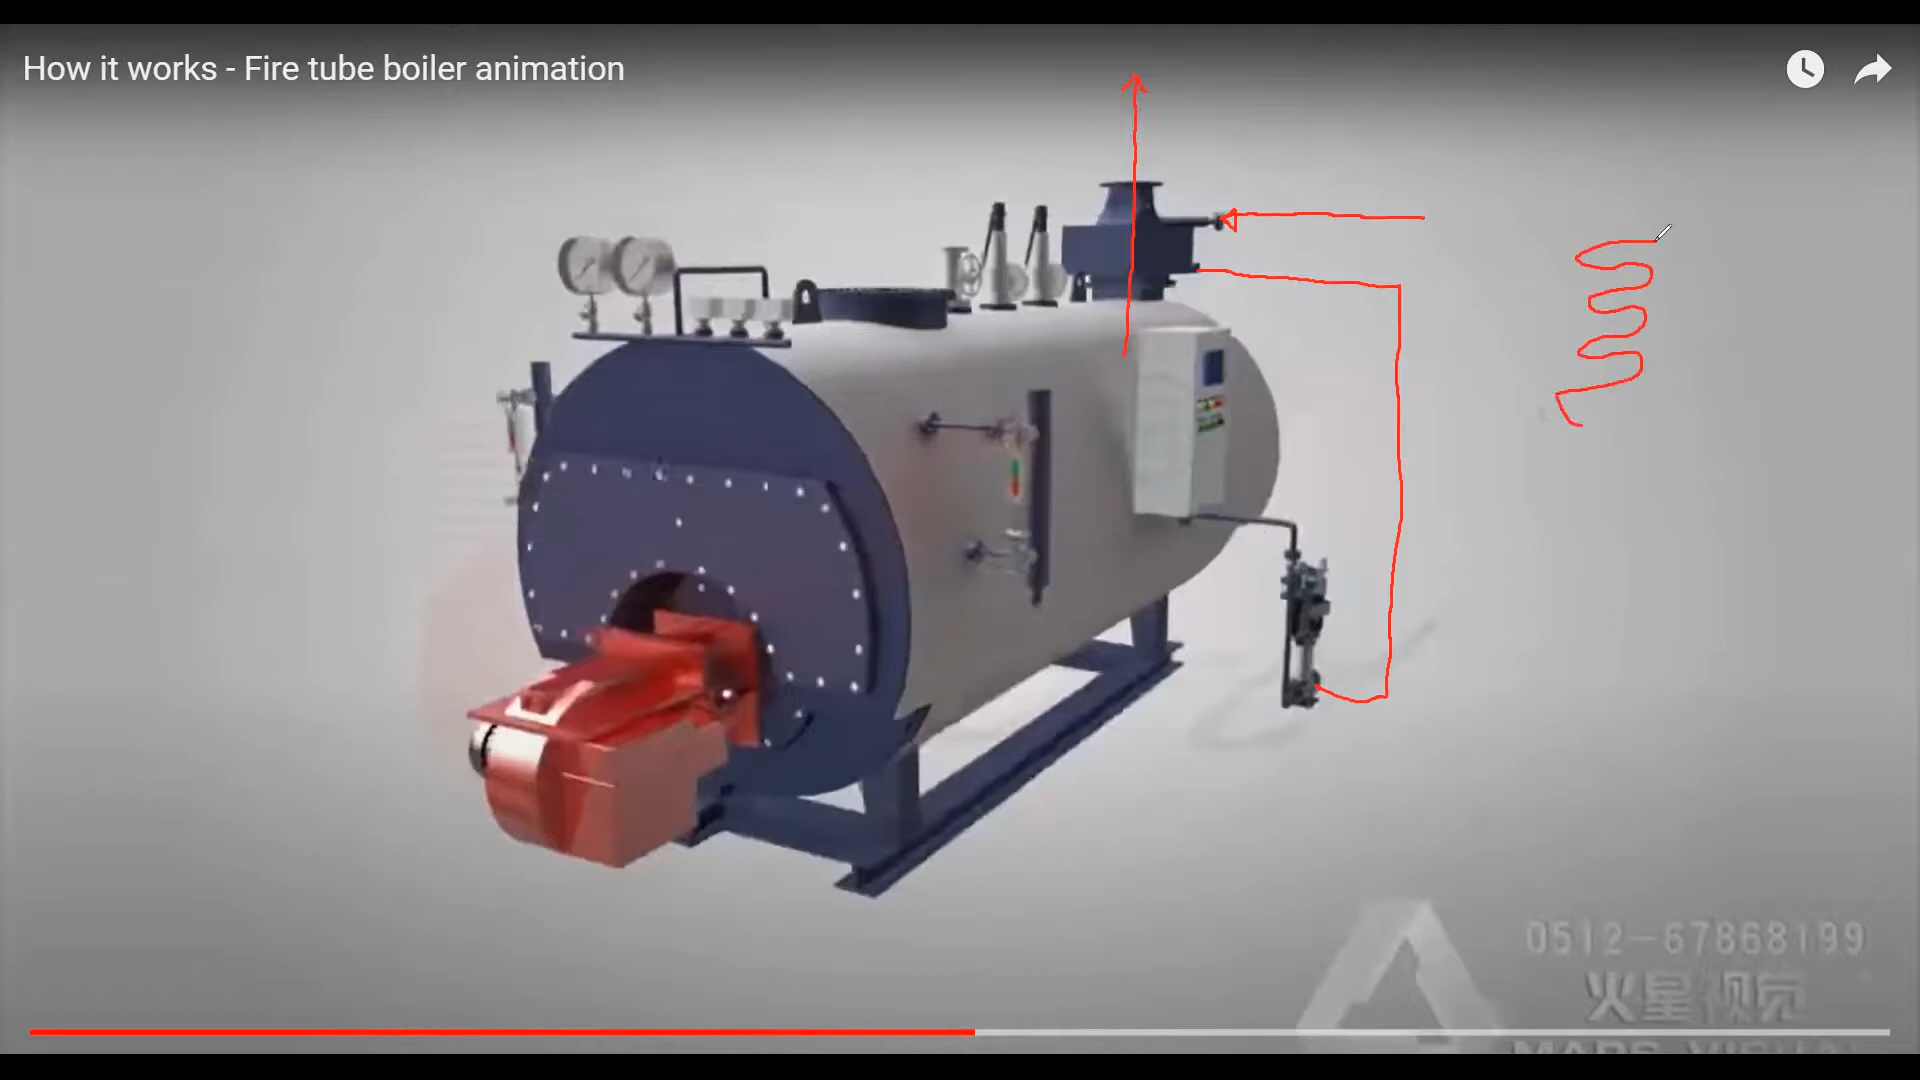 How it works - Fire tube boiler animation
0512-67868199
火星视觉